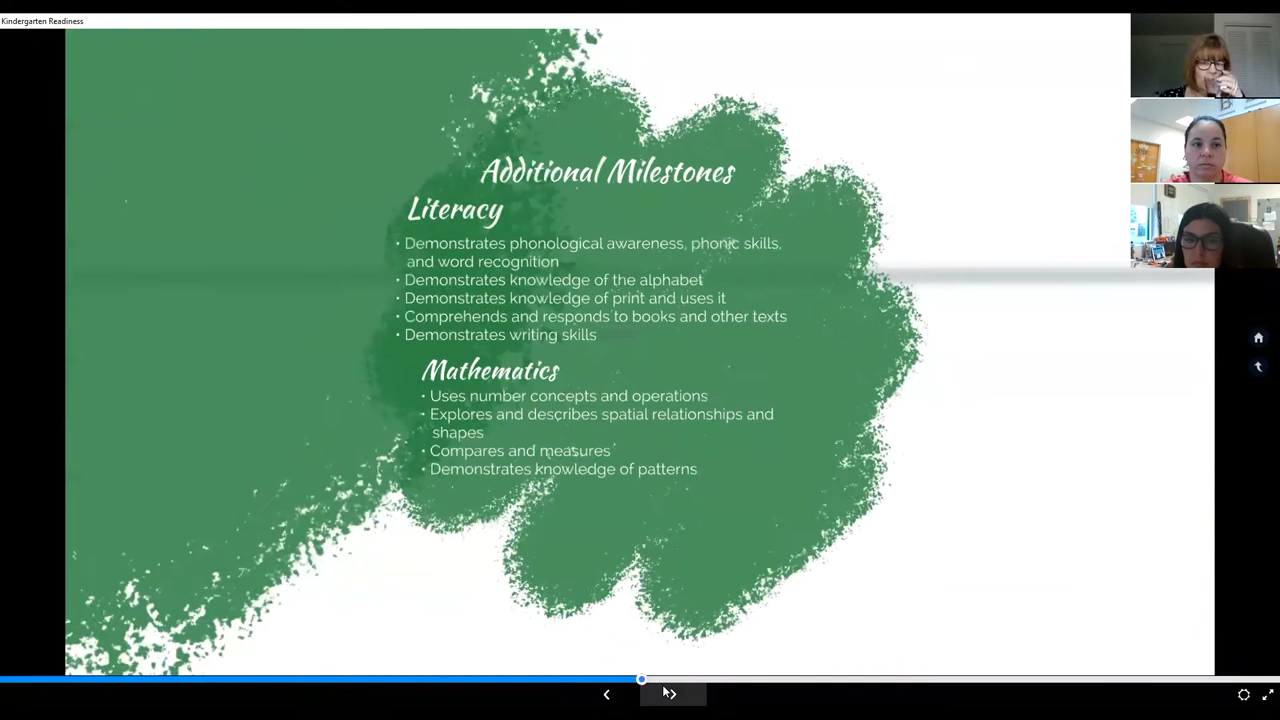 Kindergarten Readiness
Additional Milestones
Literacy
• Demonstrates phonological awareness, phonic skills,
and word recognition
• Demonstrates knowledge of the alphabet
• Demonstrates knowledge of print and uses it
• Comprehends and responds to books and other texts
• Demonstrates writing skills
Mathematics
• Uses number concepts and operations
• Explores and describes spatial relationships and
shapes
• Compares and measures
• Demonstrates knowledge of patterns